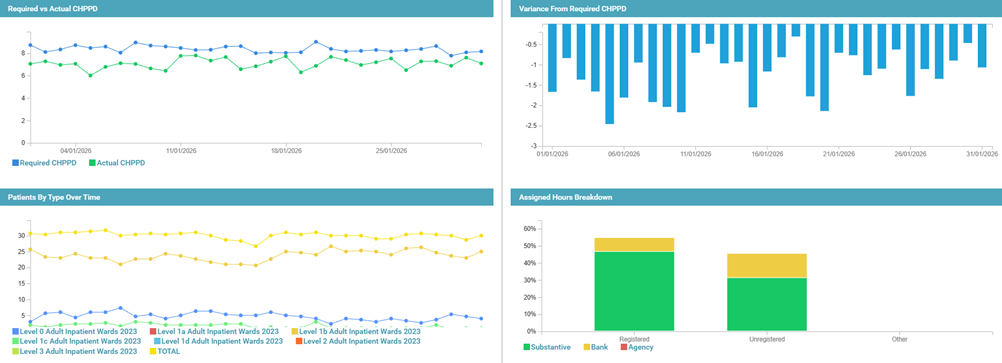 Required vs Actual CHPPD
8
6
4
2
0
04/01/2026 11/01/2026 18/01/2026 25/01/2026
Required CHPPD Actual CHPPD
Variance From Required CHPPD
-0.5
-1
-1.5
-2
-2.5
-3
01/01/2026 06/01/2026 11/01/2026 16/01/2026 21/01/2026 26/01/2026 31/01/2026
Patients By Type Over Time
30
25
20
15
10
5
Level 0 Adult Inpatient Wards 2023 Level 1a Adult Inpatient Wards 2023 Level 1b Adult Inpatient Wards 2023
Level 1c Adult Inpatient Wards 2023 Level 1d Adult Inpatient Wards 2023 Level 2 Adult Inpatient Wards 2023
Level 3 Adult Inpatient Wards 2023 TOTAL
Assigned Hours Breakdown
60%
50%
40%
30%
20%
10%
0%
Registered Unregistered Other
Substantive Bank Agency